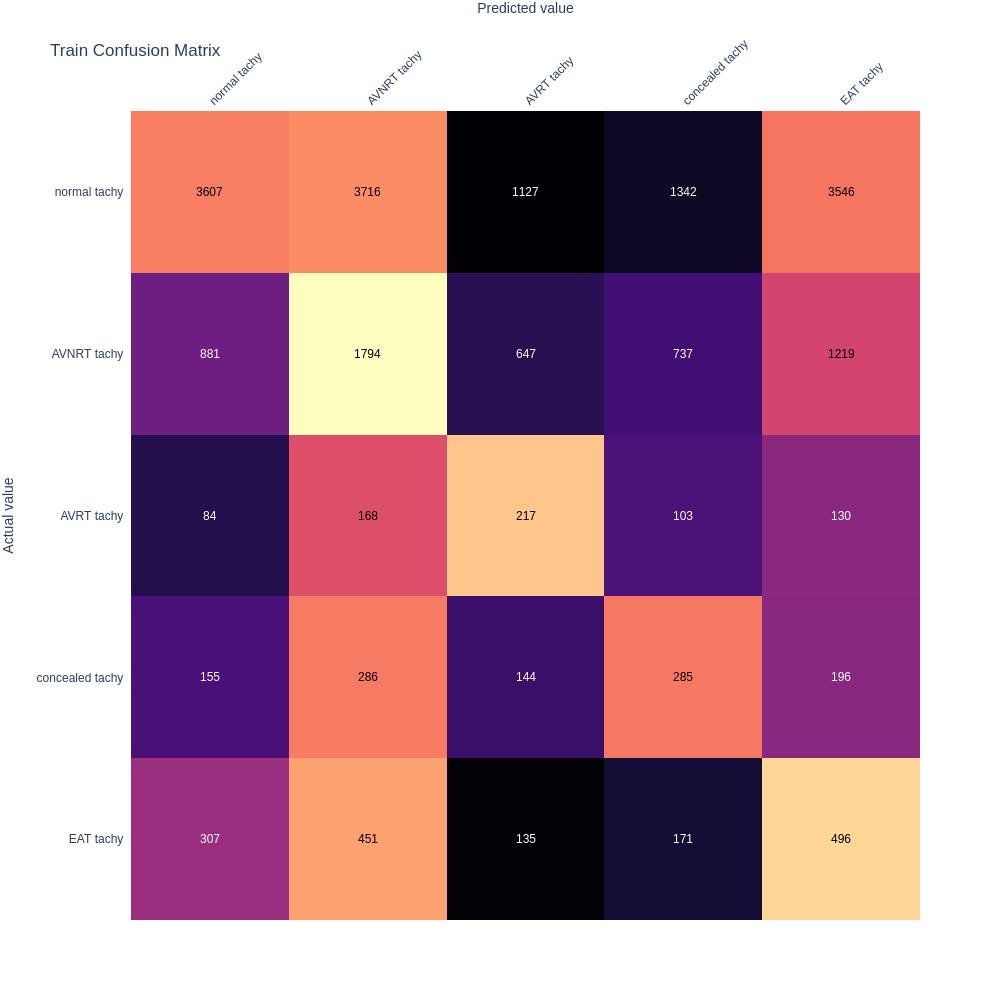 Predicted value
Train Confusion Matrix
normal tachy
AVNRT tachy
AVRT tachy
concealed tachy
EAT tachy
normal tachy 3607 3716 1127 1342 3546
AVNRT tachy 881 1794 647 737 1219
AVRT tachy 84 168 217 103 130
concealed tachy 155 286 144 285 196
EAT tachy 307 451 135 171 496
Actual value